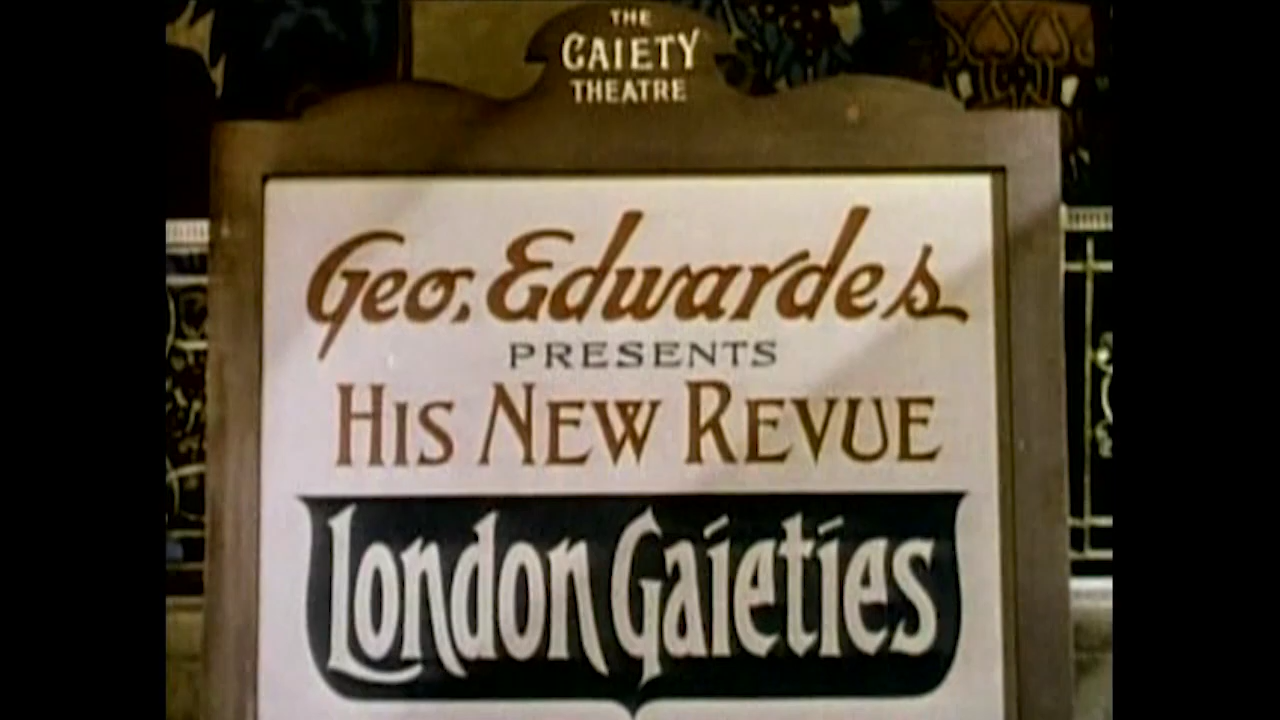 THE
GAIETY
THEATRE
Geo. Edwardes
PRESENTS
HIS NEW REVUE
London Gaieties